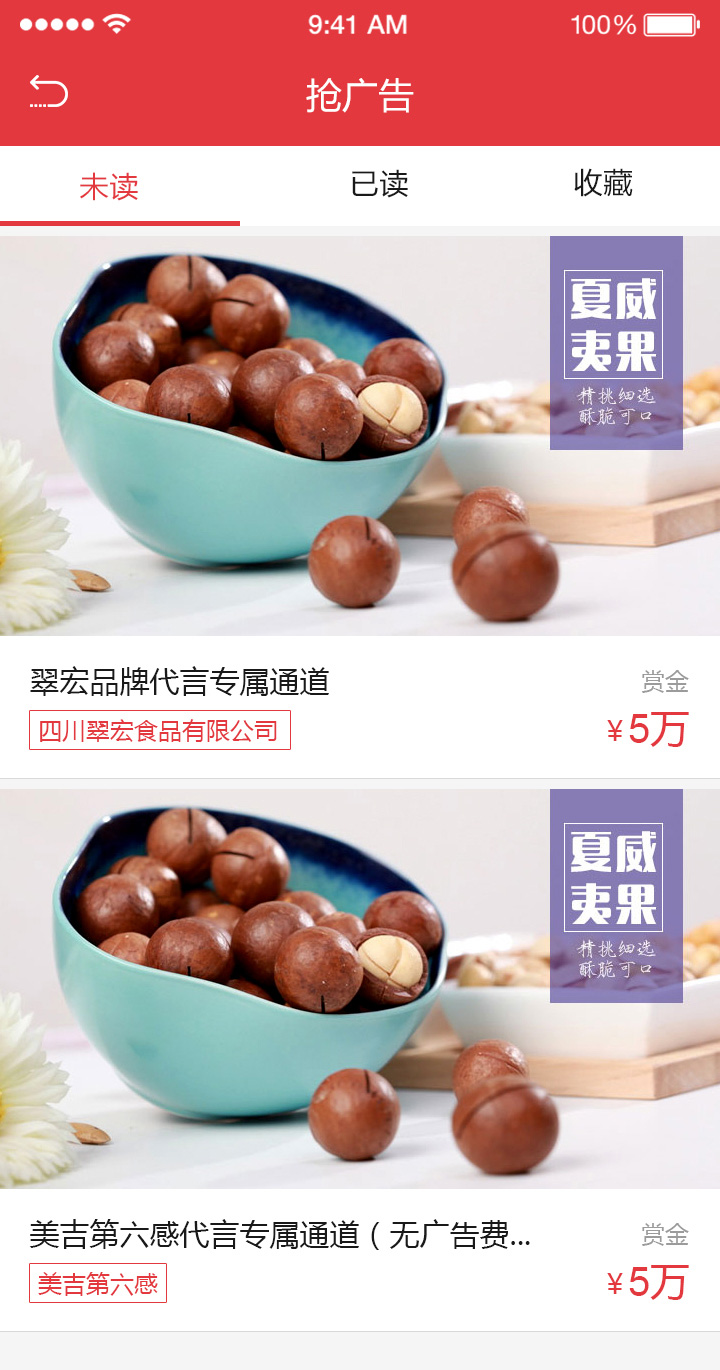 9:41 AM
100%
抢广告
未读
已读
收藏
夏威
夷果
精挑细选
酥脆可口
翠宏品牌代言专属通道
赏金
四川翠宏食品有限公司
¥5万
夏威
夷果
精挑细选
酥脆可口
美吉第六感代言专属通道（无广告费...
赏金
美吉第六感
¥5万